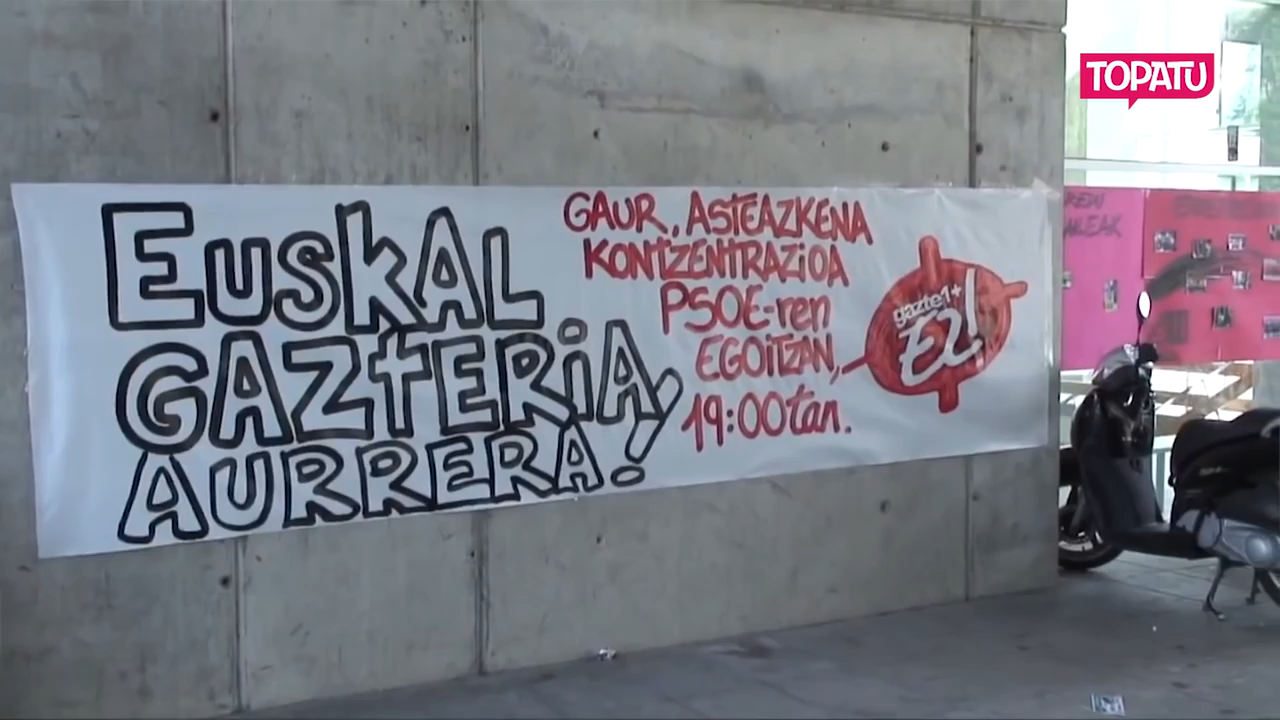 TOPATU
EUSKAL
GAZTERIA
AURRERA!
GAUR, ASTEAZKENA
KONTZENTRAZIOA
PSOE-ren
EGOITZAN,
19:00tan.
gazte1+
EZ!